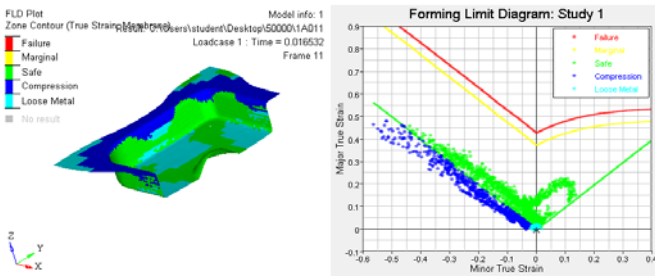 FLD Plot
Zone Contour (True Strain, Membrane)
Model info: 1
Result: C:\Users\student\Desktop\50000\1A011
Loadcase 1 : Time = 0.016532
Frame 11
Failure
Marginal
Safe
Compression
Loose Metal
No result
Z
Y
X
Forming Limit Diagram: Study 1
Failure
Marginal
Safe
Compression
Loose Metal
Major True Strain
0.9
0.8
0.7
0.6
0.5
0.4
0.3
0.2
0.1
0
-0.1
-0.6 -0.5 -0.4 -0.3 -0.2 -0.1 0 0.1 0.2 0.3 0.4
Minor True Strain